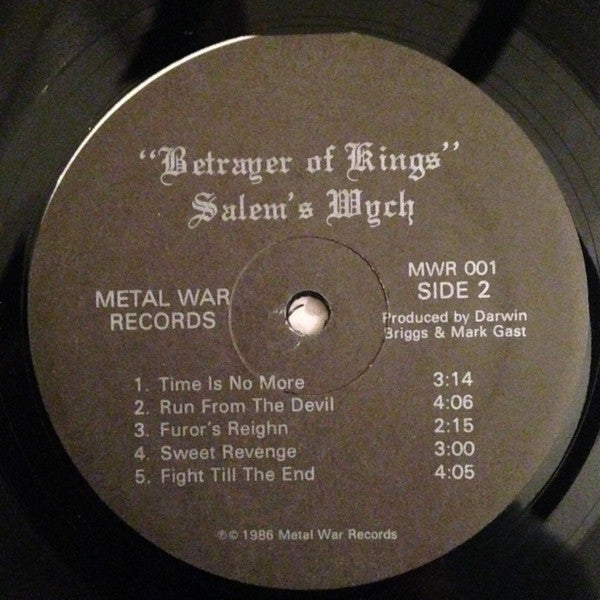 "Betrayer of Kings"
Salem's Wych
METAL WAR
RECORDS
MWR 001
SIDE 2
Produced by Darwin
Briggs & Mark Gast
1. Time Is No More 3:14
2. Run From The Devil 4:06
3. Furor's Reighn 2:15
4. Sweet Revenge 3:00
5. Fight Till The End 4:05
℗© 1986 Metal War Records